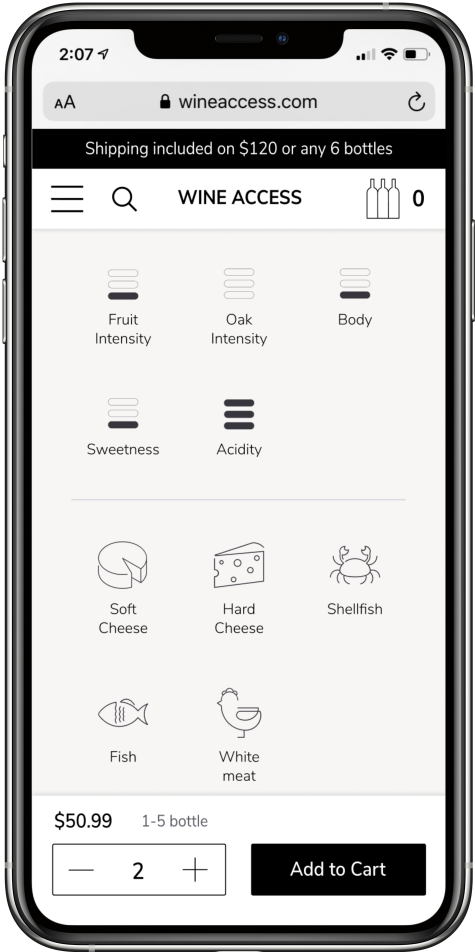 2:07
AA wineaccess.com
Shipping included on $120 or any 6 bottles
WINE ACCESS 0
Fruit Oak Body
Intensity Intensity
Sweetness Acidity
Soft Hard Shellfish
Cheese Cheese
Fish White
meat
$50.99 1-5 bottle
2 Add to Cart